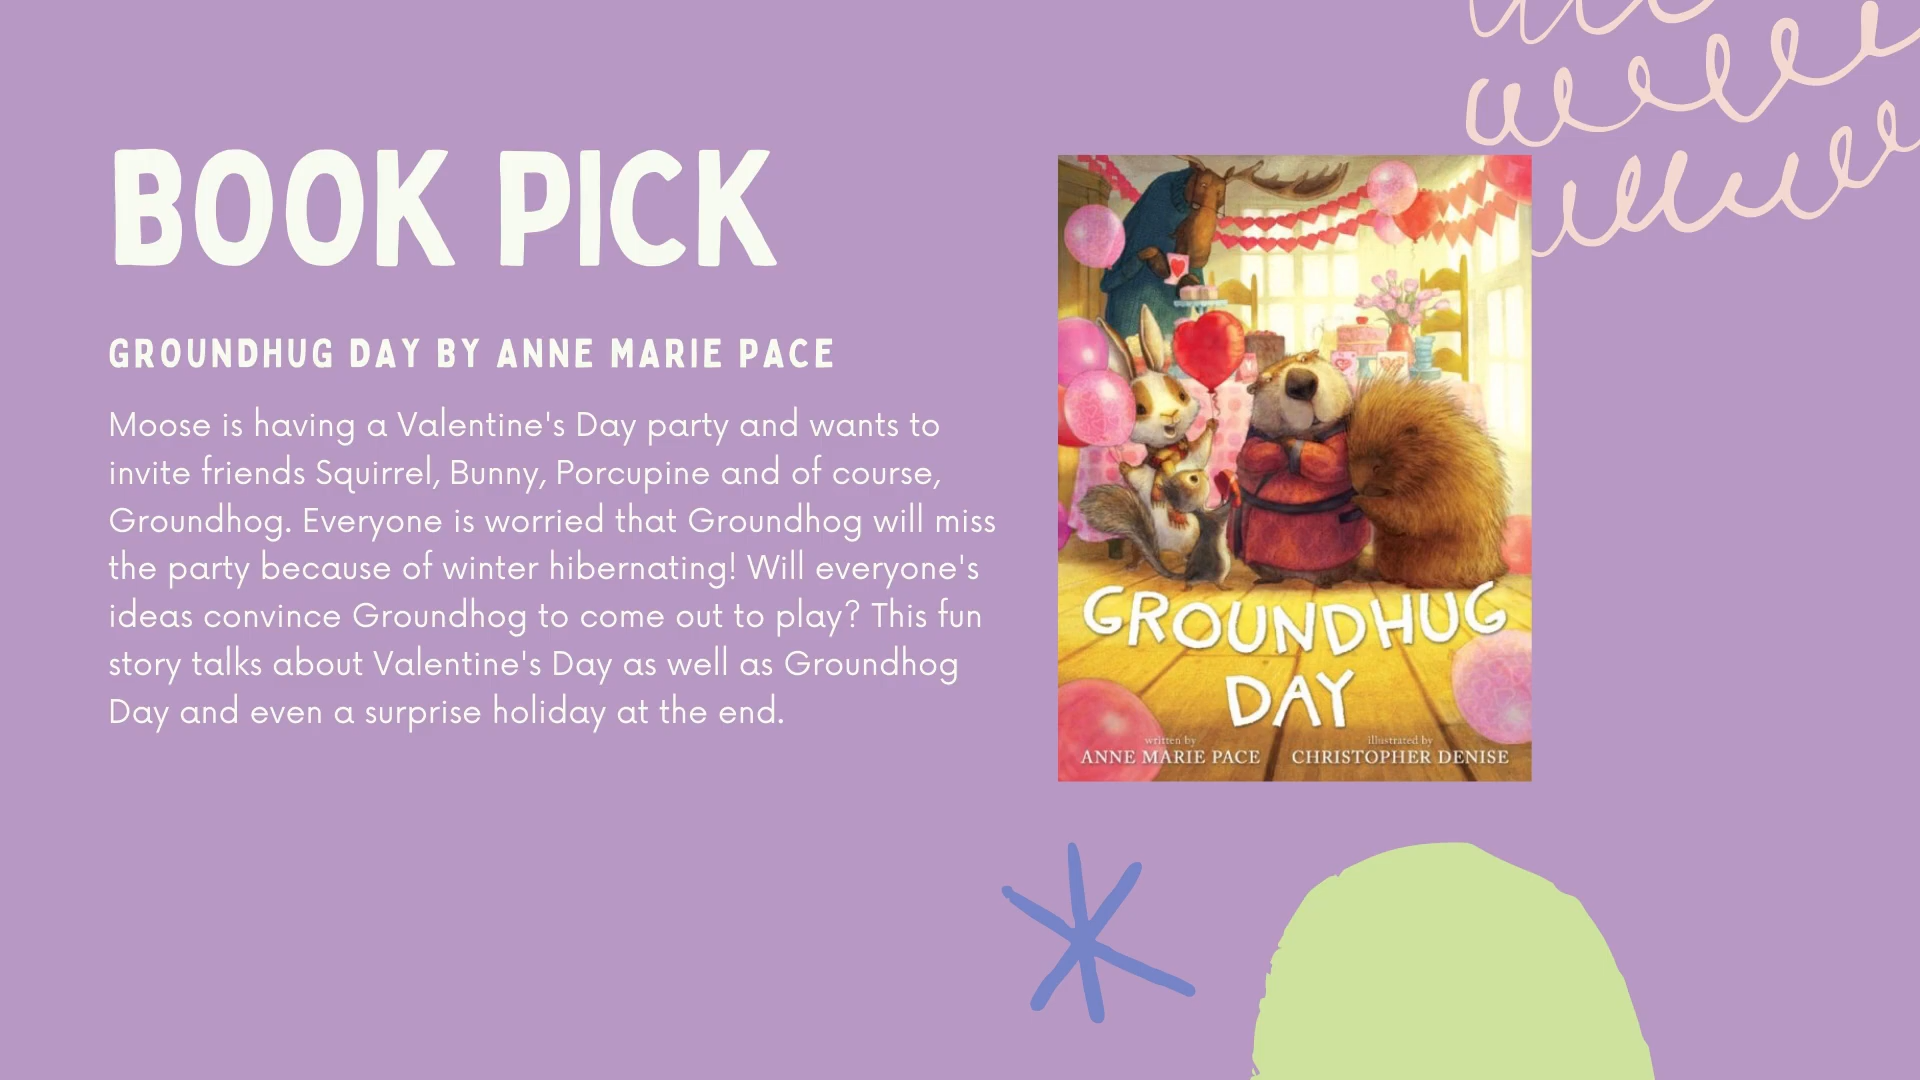 BOOK PICK
GROUNDHUG DAY BY ANNE MARIE PACE
Moose is having a Valentine's Day party and wants to
invite friends Squirrel, Bunny, Porcupine and of course,
Groundhog. Everyone is worried that Groundhog will miss
the party because of winter hibernating! Will everyone's
ideas convince Groundhog to come out to play? This fun
story talks about Valentine's Day as well as Groundhog
Day and even a surprise holiday at the end.
GROUNDHUG
DAY
written by
ANNE MARIE PACE
illustrated by
CHRISTOPHER DENISE